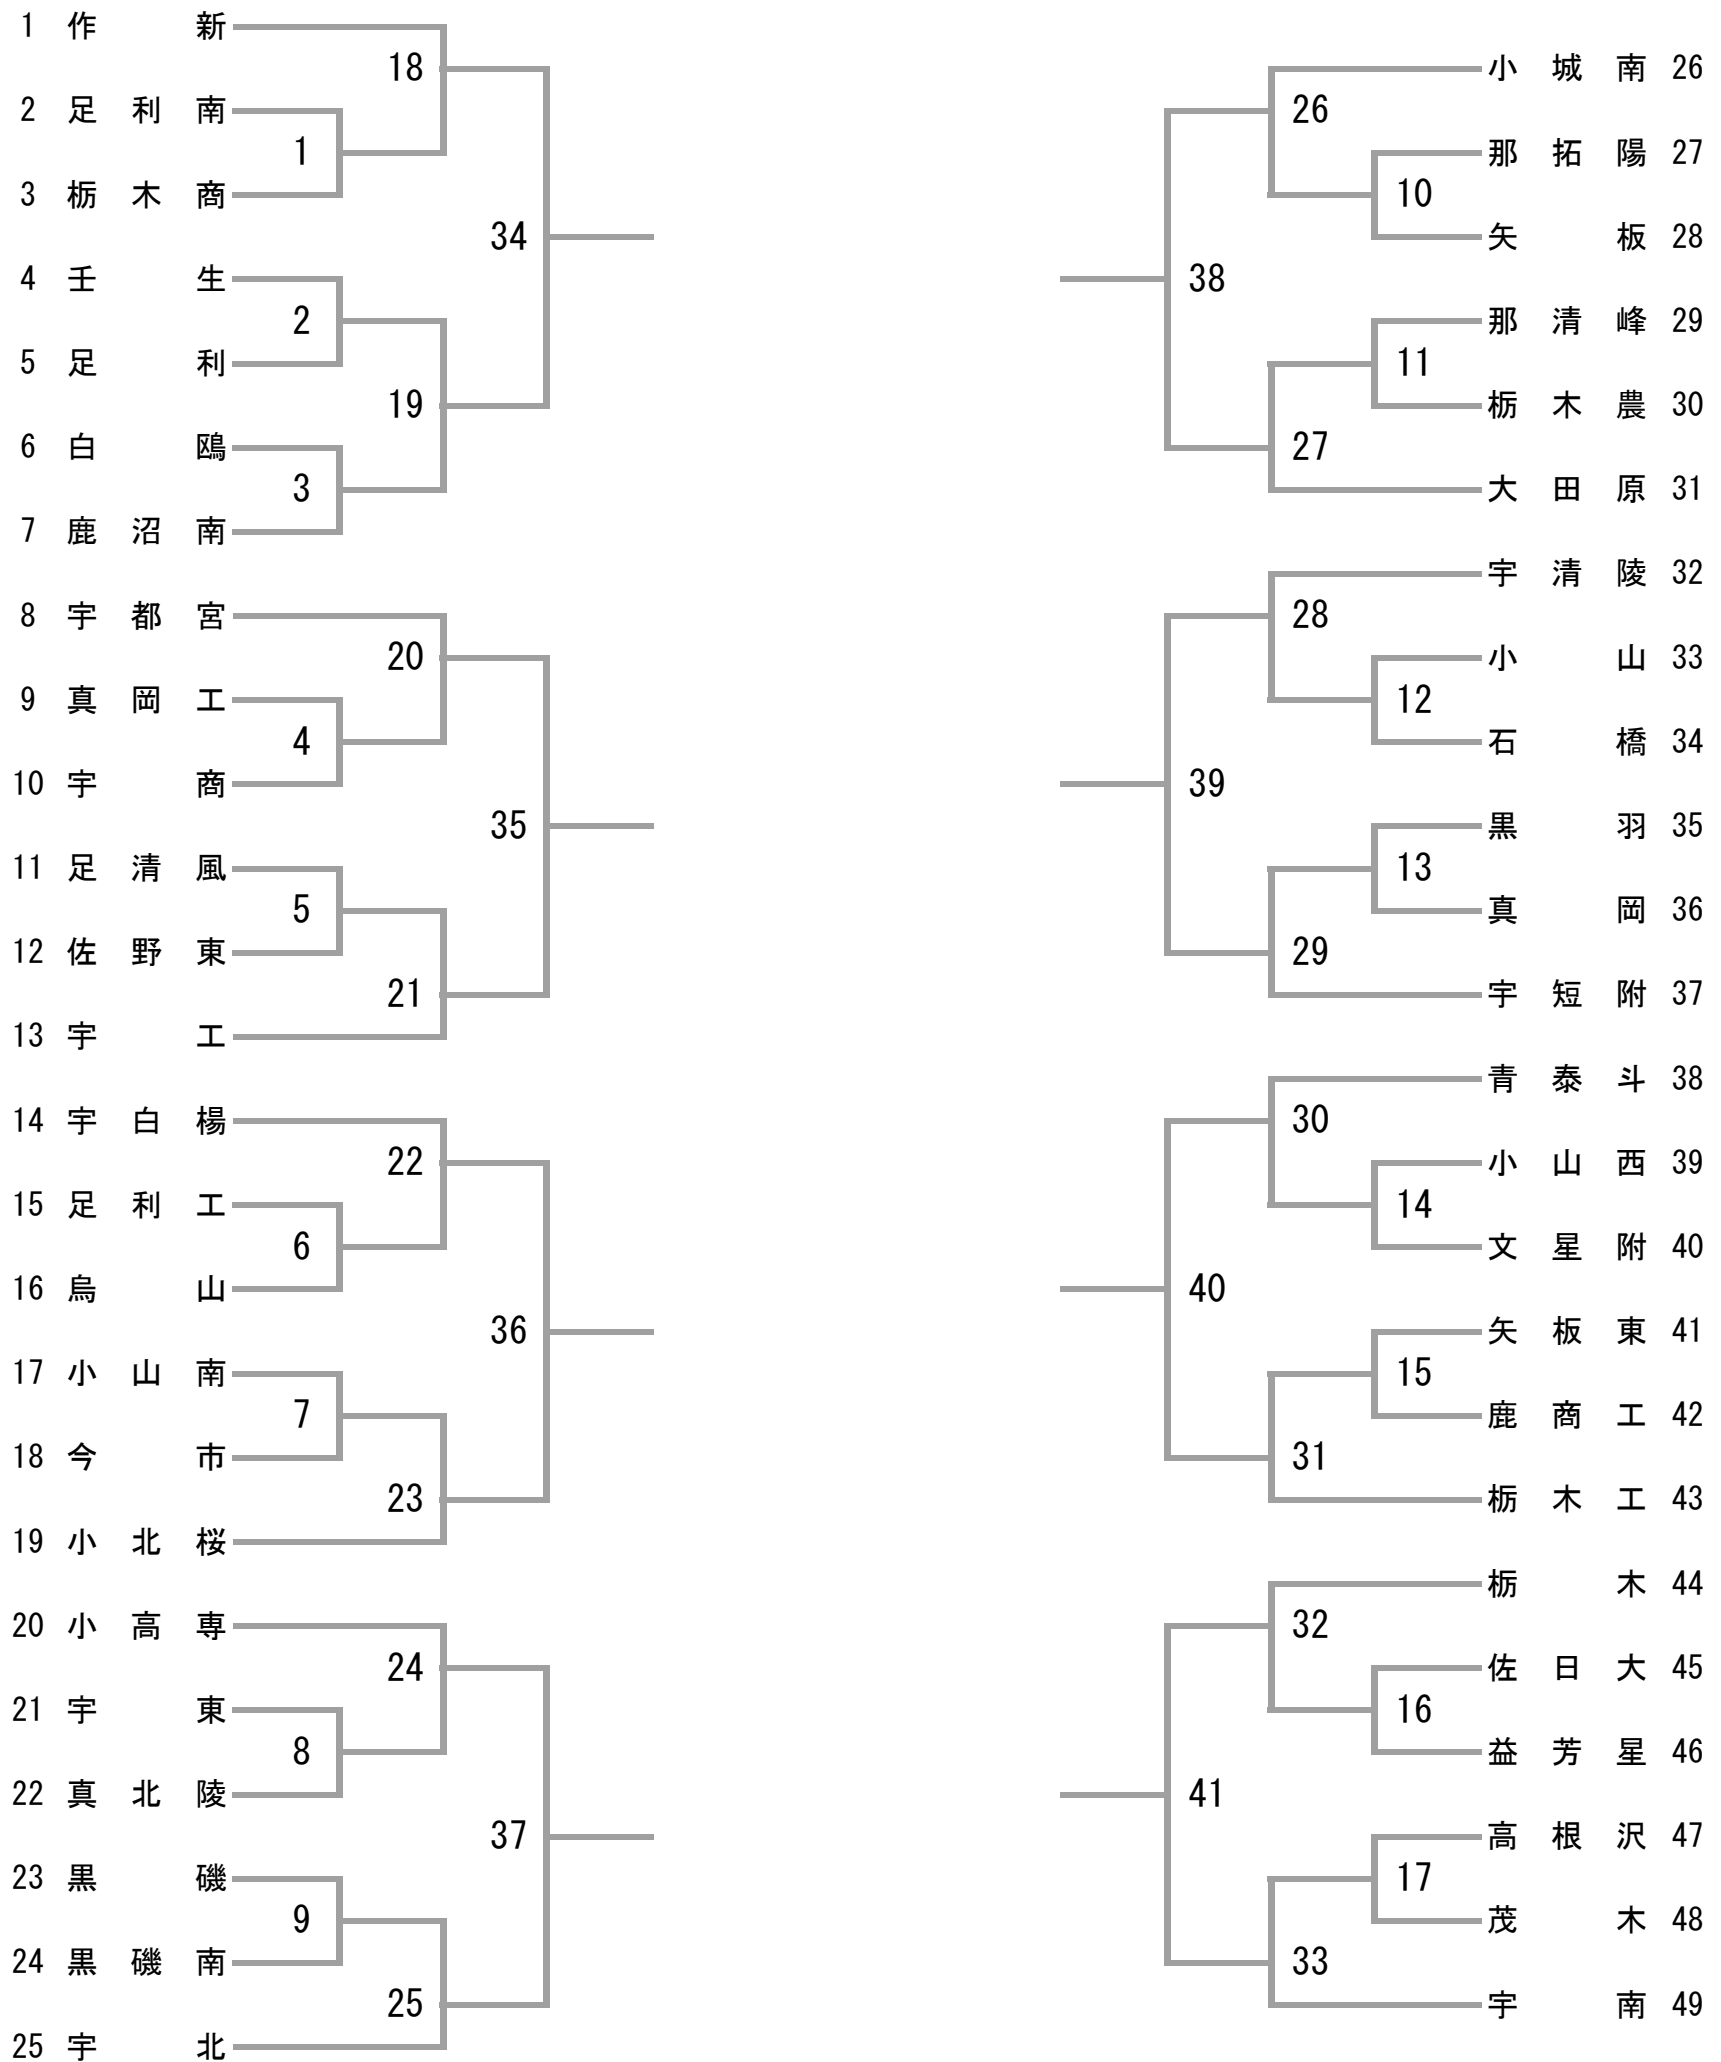 1 作新
18
2 足利南
1
3 栃木商
34
4 壬生
2
5 足利
19
6 白鴎
3
7 鹿沼南
8 宇都宮
20
9 真岡工
4
10 宇商
35
11 足清風
5
12 佐野東
21
13 宇工
14 宇白楊
22
15 足利工
6
16 烏山
36
17 小山南
7
18 今市
23
19 小北桜
20 小高専
24
21 宇東
8
22 真北陵
37
23 黒磯
9
24 黒磯南
25
25 宇北
小城南 26
26
那拓陽 27
10
矢板 28
38
那清峰 29
11
栃木農 30
27
大田原 31
宇清陵 32
28
小山 33
12
石橋 34
39
黒羽 35
13
真岡 36
29
宇短附 37
青泰斗 38
30
小山西 39
14
文星附 40
40
矢板東 41
15
鹿商工 42
31
栃木工 43
栃木 44
32
佐日大 45
16
益芳星 46
41
高根沢 47
17
茂木 48
33
宇南 49